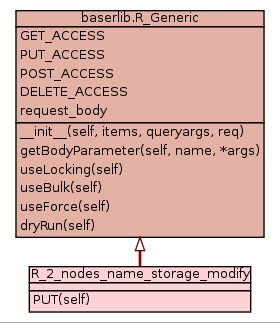 baserlib.R_Generic
GET_ACCESS
PUT_ACCESS
POST_ACCESS
DELETE_ACCESS
request_body
__init__(self, items, queryargs, req)
getBodyParameter(self, name, *args)
useLocking(self)
useBulk(self)
useForce(self)
dryRun(self)
R_2_nodes_name_storage_modify
PUT(self)